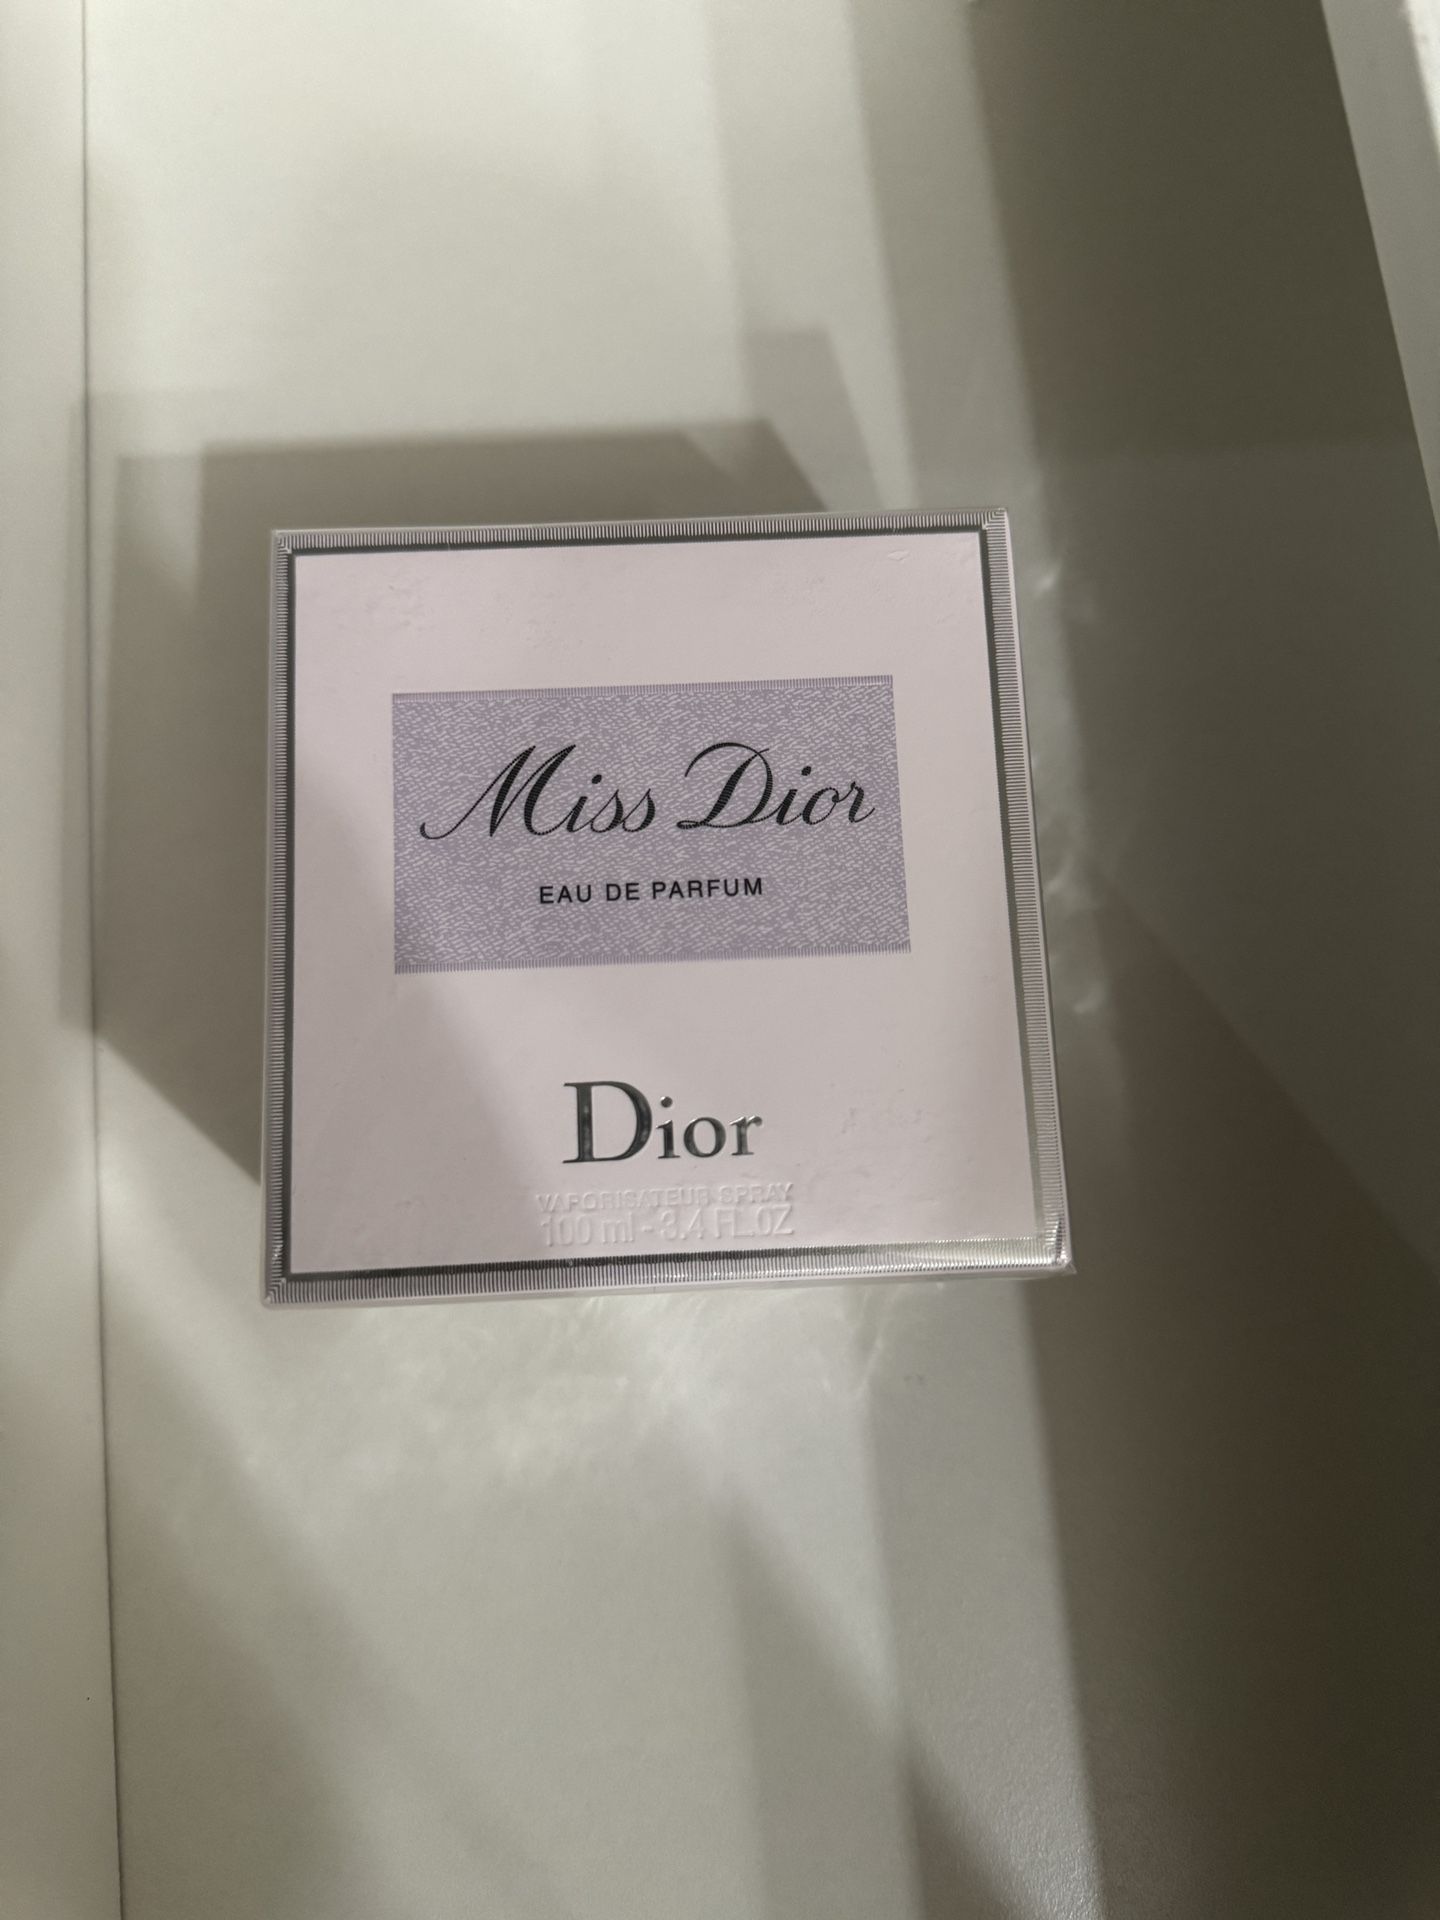 Miss Dior
EAU DE PARFUM
Dior
VAPORISATEUR SPRAY
100 ml - 3.4 FL.OZ